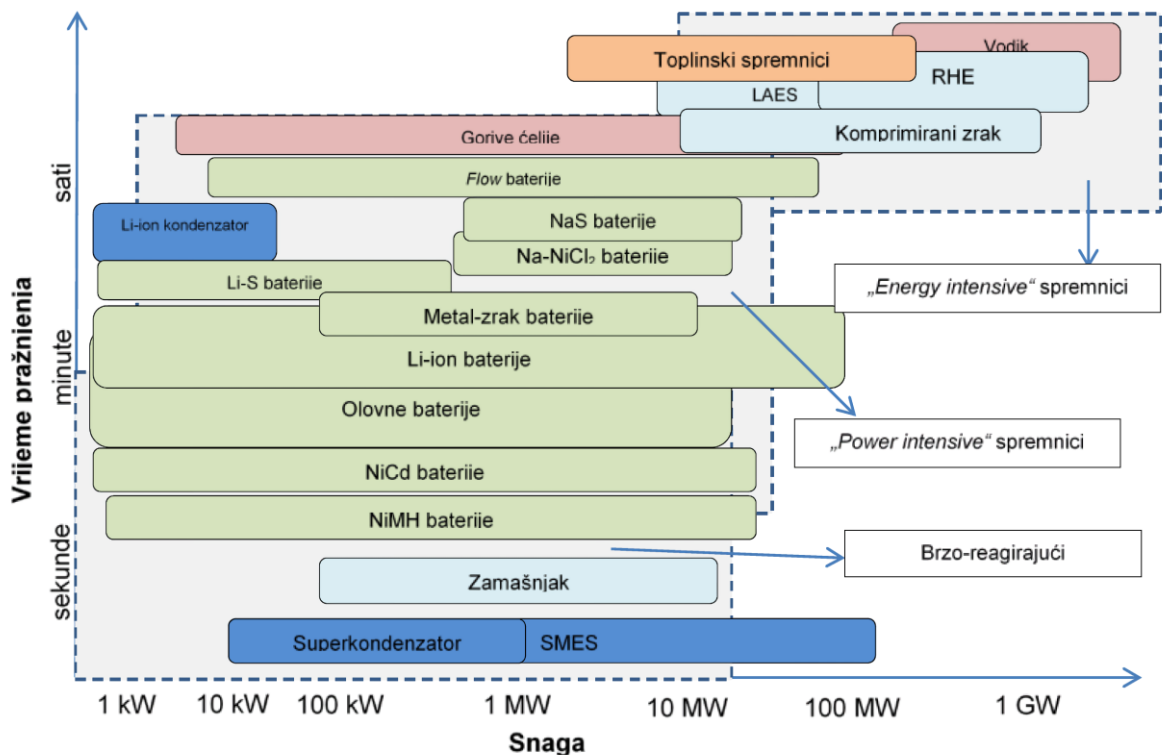 Vodik
Toplinski spremnici
RHE
LAES
Gorive ćelije
Komprimirani zrak
Flow baterije
sati
Li-ion kondenzator
NaS baterije
Na-NiCl₂ baterije
Li-S baterije
„Energy intensive“ spremnici
Metal-zrak baterije
Li-ion baterije
minute
Vrijeme pražnienia
Olovne baterije
„Power intensive“ spremnici
NiCd baterije
NiMH baterije
sekunde
Brzo-reagirajući
Zamašnjak
Superkondenzator
SMES
1 kW 10 kW 100 kW 1 MW 10 MW 100 MW 1 GW
Snaga